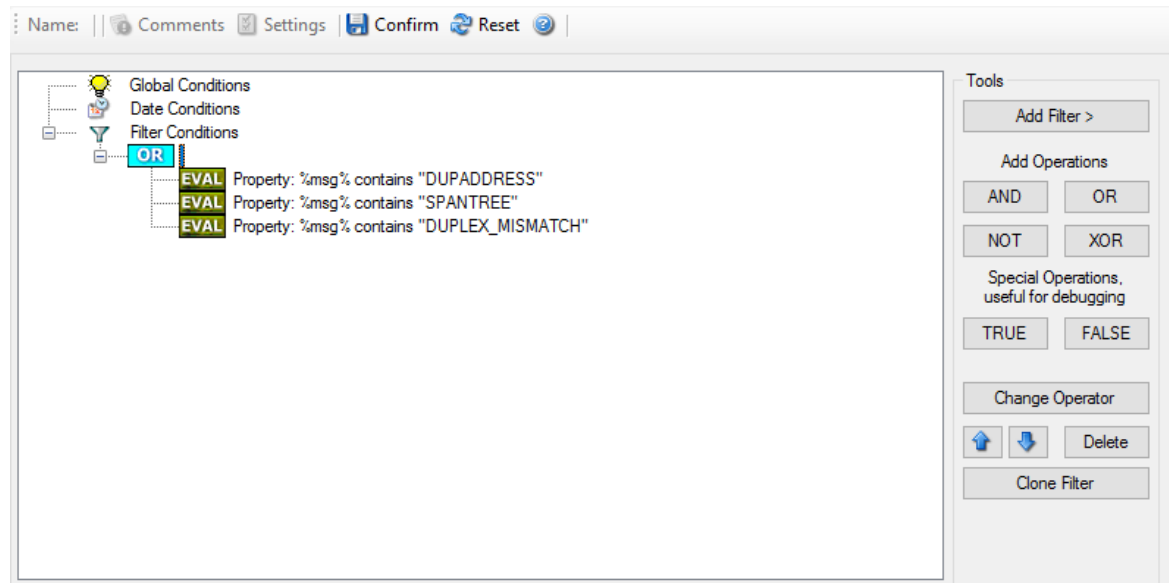 Name: Comments Settings Confirm Reset ?
Global Conditions
Date Conditions
Filter Conditions
OR
EVAL Property: %msg% contains "DUPADDRESS"
EVAL Property: %msg% contains "SPANTREE"
EVAL Property: %msg% contains "DUPLEX_MISMATCH"
Tools
Add Filter >
Add Operations
AND OR
NOT XOR
Special Operations,
useful for debugging
TRUE FALSE
Change Operator
Delete
Clone Filter